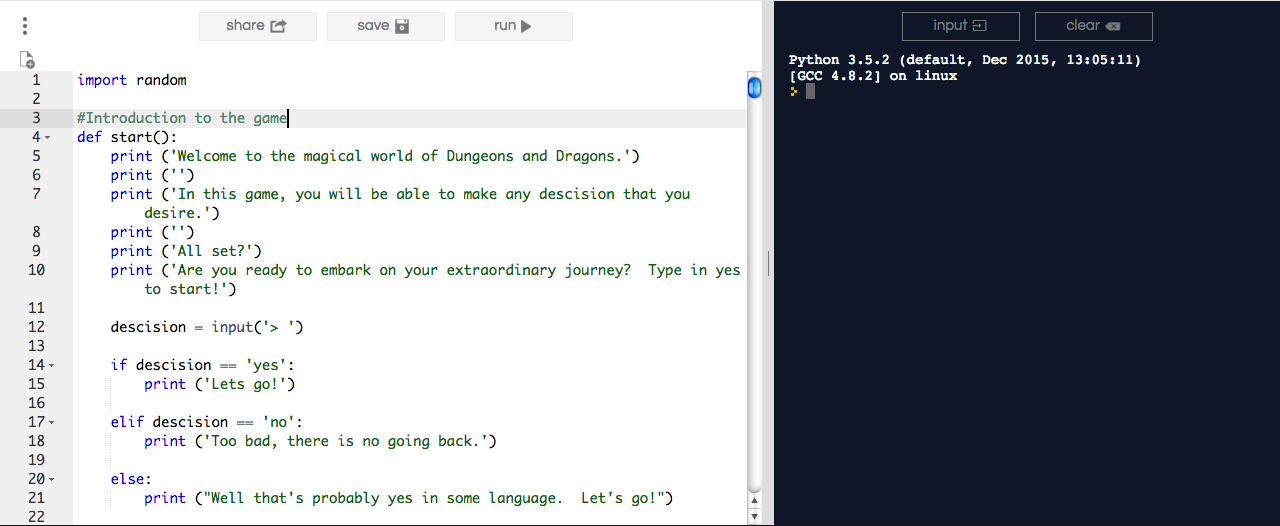 share save run
input clear
1 import random
2
3 #Introduction to the game
4 def start():
5 print ('Welcome to the magical world of Dungeons and Dragons.')
6 print ('')
7 print ('In this game, you will be able to make any descision that you
desire.')
8 print ('')
9 print ('All set?')
10 print ('Are you ready to embark on your extraordinary journey?  Type in yes
to start!')
11
12 descision = input('> ')
13
14 if descision == 'yes':
15 print ('Lets go!')
16
17 elif descision == 'no':
18 print ('Too bad, there is no going back.')
19
20 else:
21 print ("Well that's probably yes in some language.  Let's go!")
22
Python 3.5.2 (default, Dec 2015, 13:05:11)
[GCC 4.8.2] on linux